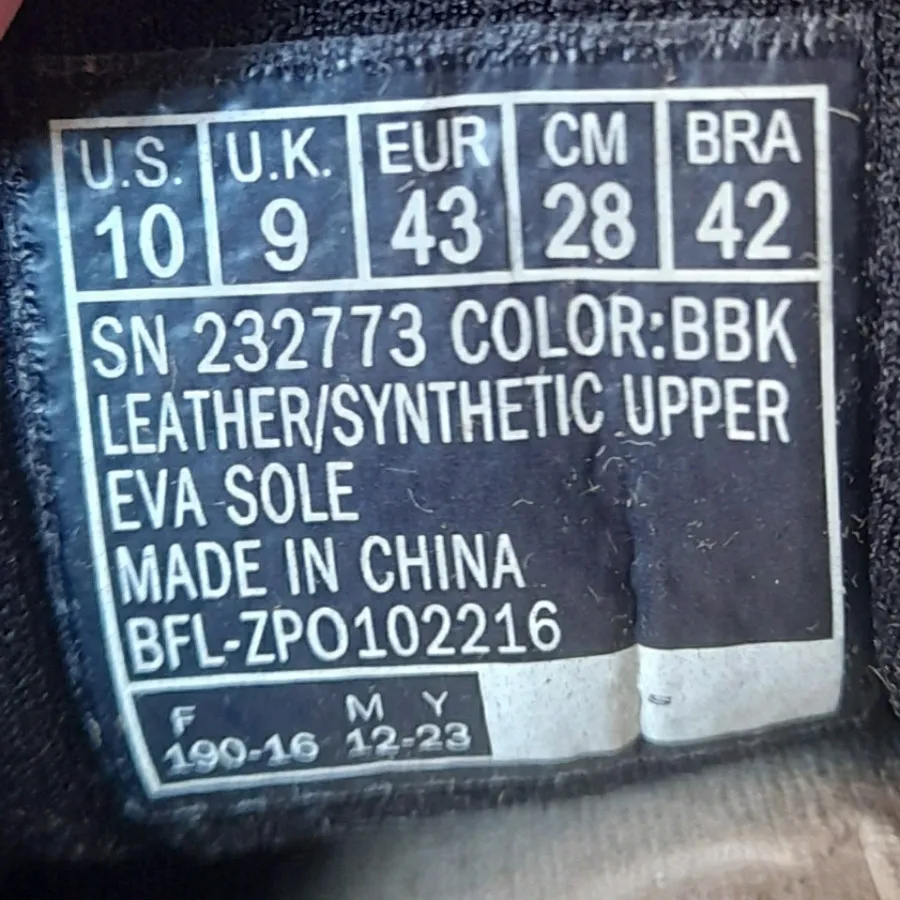 U.S. U.K. EUR CM BRA
10 9 43 28 42
SN 232773 COLOR:BBK
LEATHER/SYNTHETIC UPPER
EVA SOLE
MADE IN CHINA
BFL-ZPO102216
F M Y
190-16 12-23